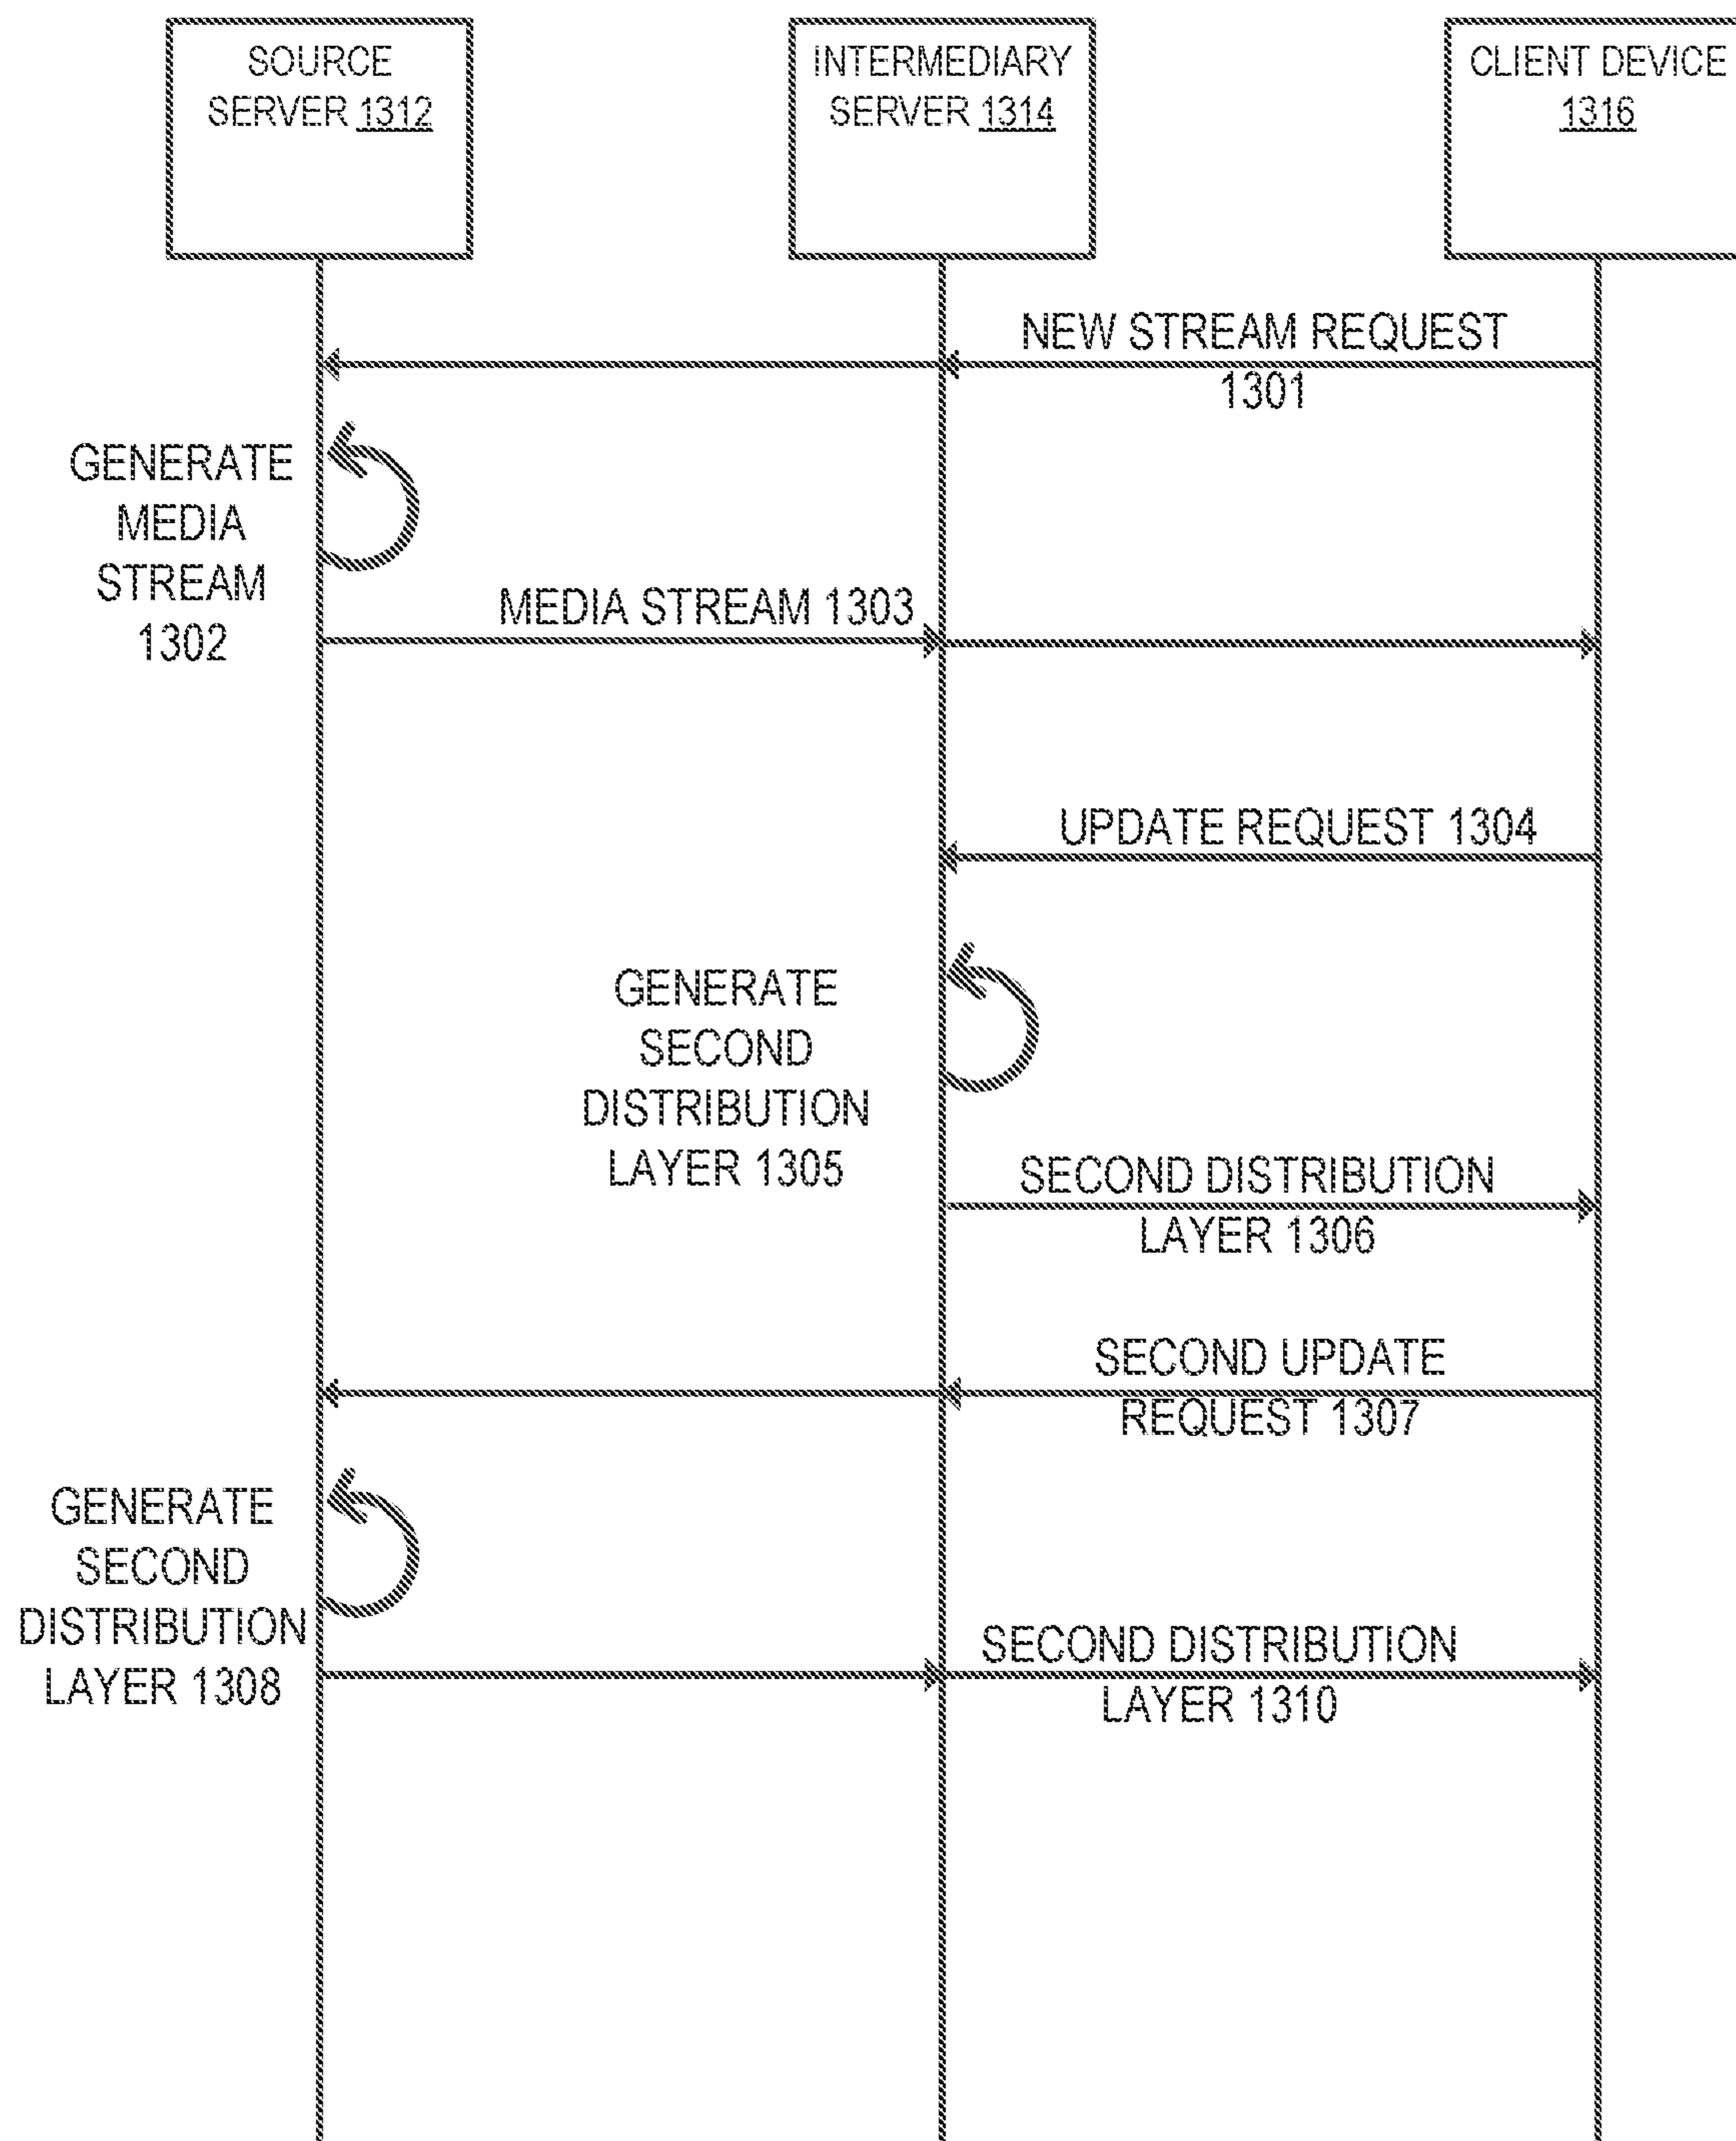 SOURCE
SERVER 1312
INTERMEDIARY
SERVER 1314
CLIENT DEVICE
1316
NEW STREAM REQUEST
1301
GENERATE
MEDIA
STREAM
1302
MEDIA STREAM 1303
UPDATE REQUEST 1304
GENERATE
SECOND
DISTRIBUTION
LAYER 1305
SECOND DISTRIBUTION
LAYER 1306
SECOND UPDATE
REQUEST 1307
GENERATE
SECOND
DISTRIBUTION
LAYER 1308
SECOND DISTRIBUTION
LAYER 1310